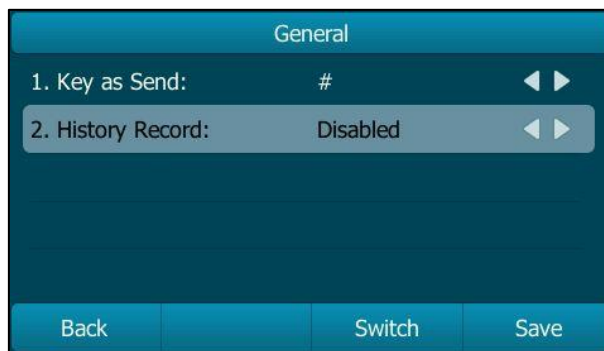 General
1. Key as Send: #
2. History Record: Disabled
Back Switch Save